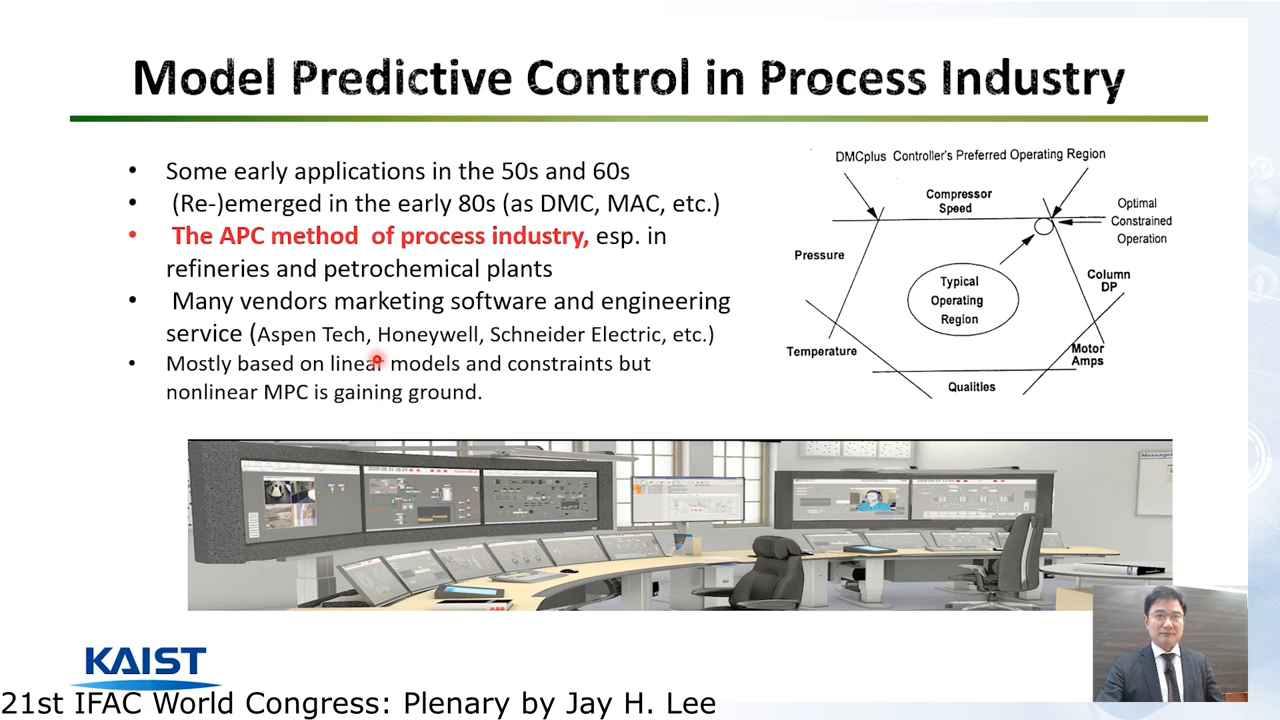 Model Predictive Control in Process Industry
• Some early applications in the 50s and 60s
• (Re-)emerged in the early 80s (as DMC, MAC, etc.)
• The APC method of process industry, esp. in
refineries and petrochemical plants
• Many vendors marketing software and engineering
service (Aspen Tech, Honeywell, Schneider Electric, etc.)
• Mostly based on linear models and constraints but
nonlinear MPC is gaining ground.
DMCplus Controller's Preferred Operating Region
Compressor
Speed
Optimal
Constrained
Operation
Pressure
Column
DP
Typical
Operating
Region
Temperature
Motor
Amps
Qualities
ABB
KAIST
21st IFAC World Congress: Plenary by Jay H. Lee